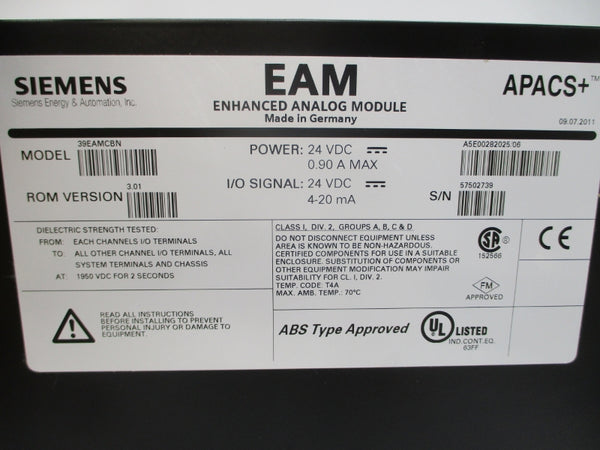 SIEMENS
Siemens Energy & Automation, Inc.
EAM
ENHANCED ANALOG MODULE
Made in Germany
APACS+™
09.07.2011
MODEL
39EAMCBN
ROM VERSION
3.01
POWER: 24 VDC
0.90 A MAX
I/O SIGNAL: 24 VDC
4-20 mA
A5E00282025/06
S/N
57502739
DIELECTRIC STRENGTH TESTED:
FROM: EACH CHANNELS I/O TERMINALS
TO: ALL OTHER CHANNEL I/O TERMINALS, ALL
SYSTEM TERMINALS AND CHASSIS
AT: 1950 VDC FOR 2 SECONDS
READ ALL INSTRUCTIONS
BEFORE INSTALLING TO PREVENT
PERSONAL INJURY OR DAMAGE TO
EQUIPMENT.
CLASS I, DIV. 2, GROUPS A, B, C & D
DO NOT DISCONNECT EQUIPMENT UNLESS
AREA IS KNOWN TO BE NON-HAZARDOUS.
CERTIFIED COMPONENTS FOR USE IN A SUITABLE
ENCLOSURE. SUBSTITUTION OF COMPONENTS OR
OTHER EQUIPMENT MODIFICATION MAY IMPAIR
SUITABILITY FOR CL. I, DIV. 2.
TEMP. CODE: T4A
MAX. AMB. TEMP.: 70°C
SA ®
152566
FM
APPROVED
CE
ABS Type Approved
UL LISTED
IND.CONT.EQ.
63FF